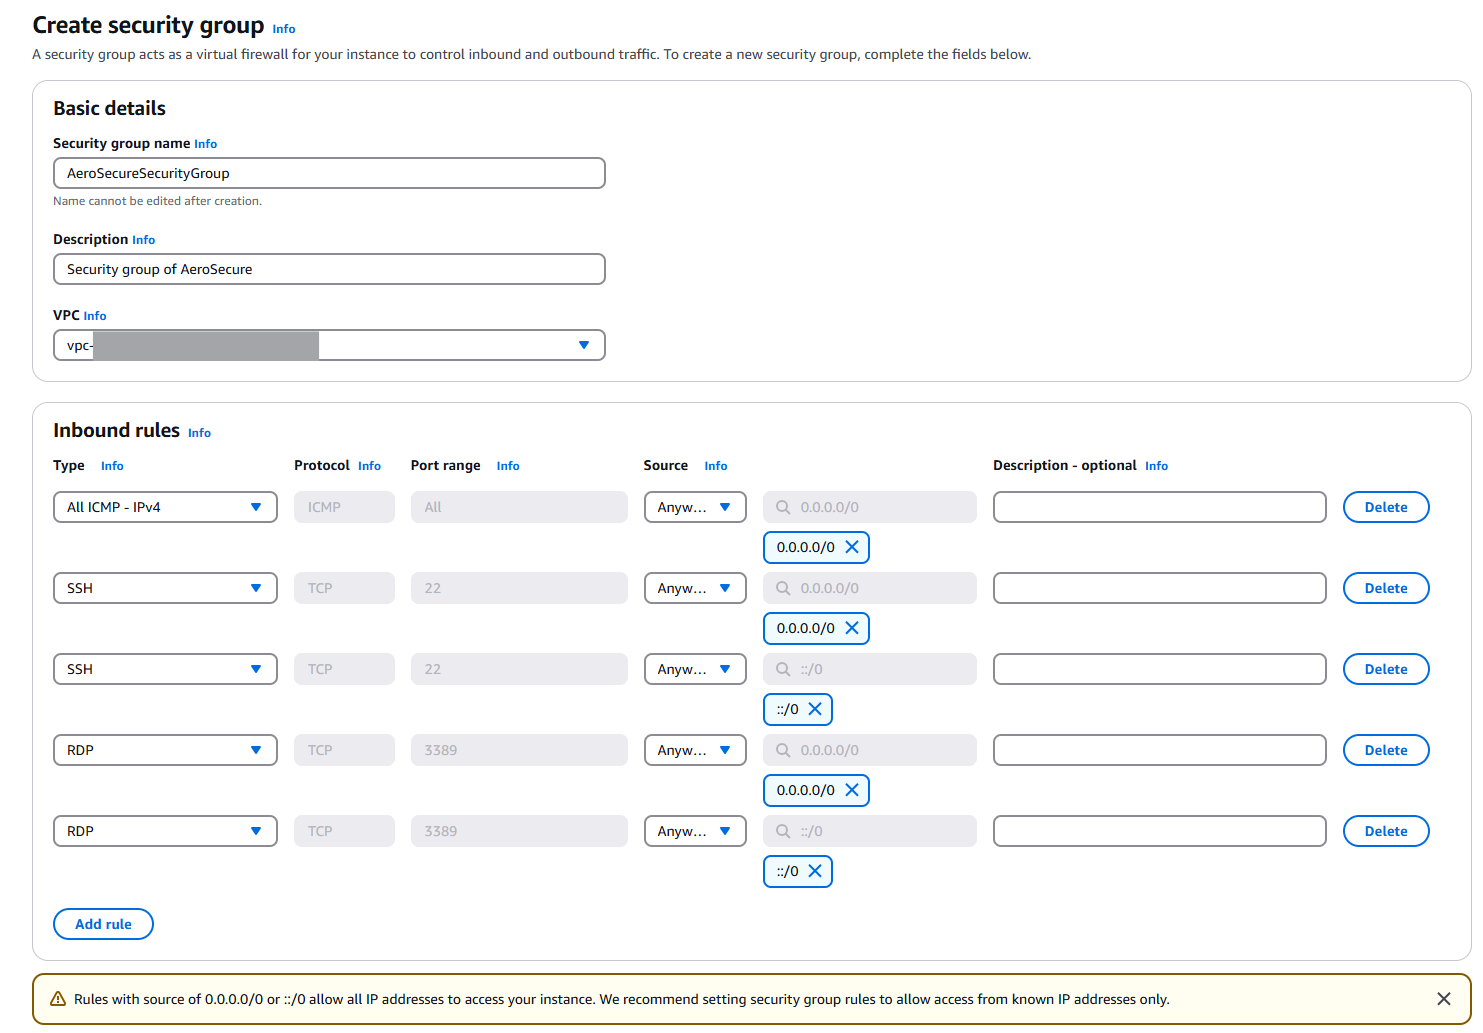 Create security group Info
A security group acts as a virtual firewall for your instance to control inbound and outbound traffic. To create a new security group, complete the fields below.
Basic details
Security group name Info
AeroSecureSecurityGroup
Name cannot be edited after creation.
Description Info
Security group of AeroSecure
VPC Info
vpc-
Inbound rules Info
Type Info Protocol Info Port range Info Source Info Description - optional Info
All ICMP - IPv4 ICMP All Anyw... 0.0.0.0/0 Delete
0.0.0.0/0
SSH TCP 22 Anyw... 0.0.0.0/0 Delete
0.0.0.0/0
SSH TCP 22 Anyw... ::/0 Delete
::/0
RDP TCP 3389 Anyw... 0.0.0.0/0 Delete
0.0.0.0/0
RDP TCP 3389 Anyw... ::/0 Delete
::/0
Add rule
Rules with source of 0.0.0.0/0 or ::/0 allow all IP addresses to access your instance. We recommend setting security group rules to allow access from known IP addresses only.